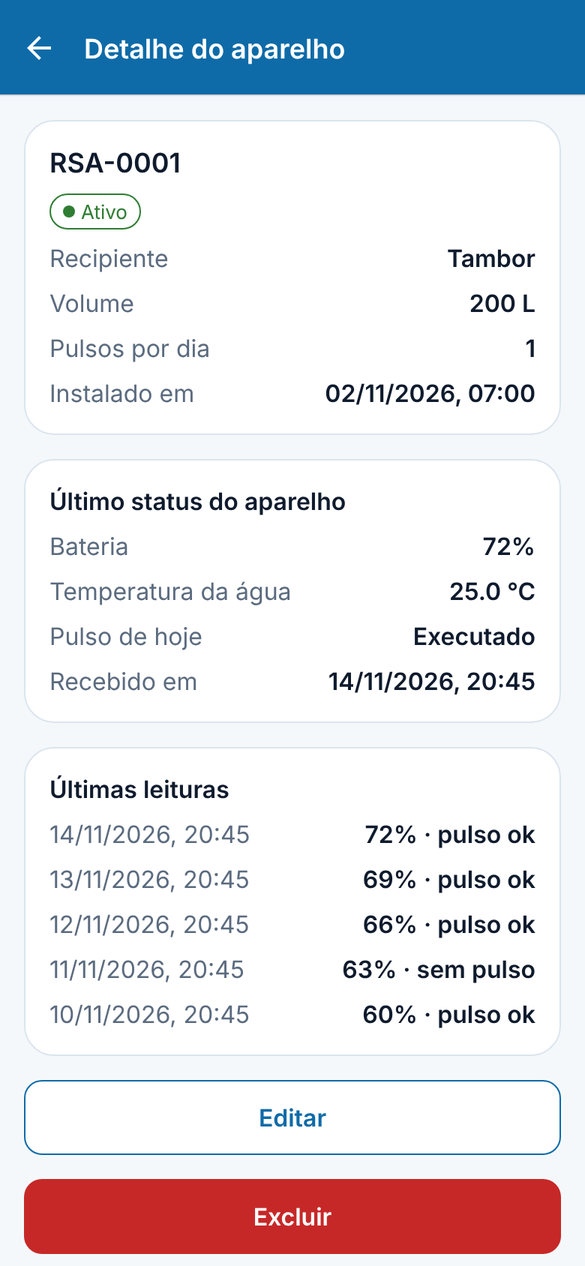 Detalhe do aparelho
RSA-0001
Ativo
Recipiente Tambor
Volume 200 L
Pulsos por dia 1
Instalado em 02/11/2026, 07:00
Último status do aparelho
Bateria 72%
Temperatura da água 25.0 °C
Pulso de hoje Executado
Recebido em 14/11/2026, 20:45
Últimas leituras
14/11/2026, 20:45 72% · pulso ok
13/11/2026, 20:45 69% · pulso ok
12/11/2026, 20:45 66% · pulso ok
11/11/2026, 20:45 63% · sem pulso
10/11/2026, 20:45 60% · pulso ok
Editar
Excluir